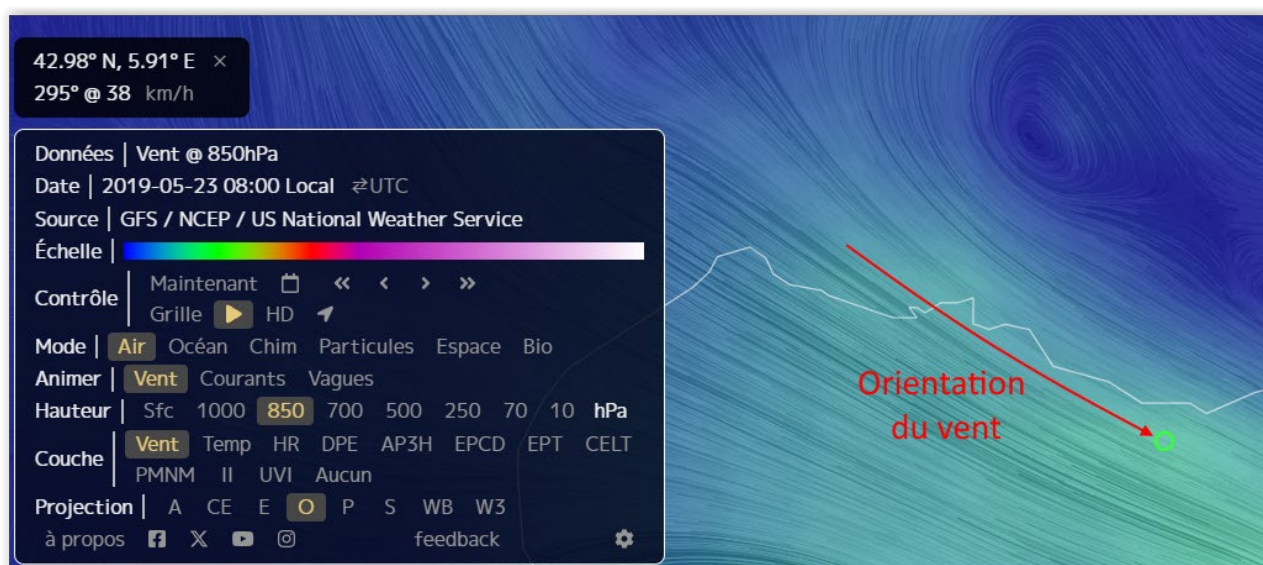 42.98° N, 5.91° E ×
295° @ 38 km/h
Données | Vent @ 850hPa
Date | 2019-05-23 08:00 Local ⇄UTC
Source | GFS / NCEP / US National Weather Service
Échelle |
Contrôle | Maintenant « ‹ › »
Grille HD
Mode | Air Océan Chim Particules Espace Bio
Animer | Vent Courants Vagues
Hauteur | Sfc 1000 850 700 500 250 70 10 hPa
Couche | Vent Temp HR DPE AP3H EPCD EPT CELT
PMNM II UVI Aucun
Projection | A CE E O P S WB W3
à propos feedback
Orientation
du vent